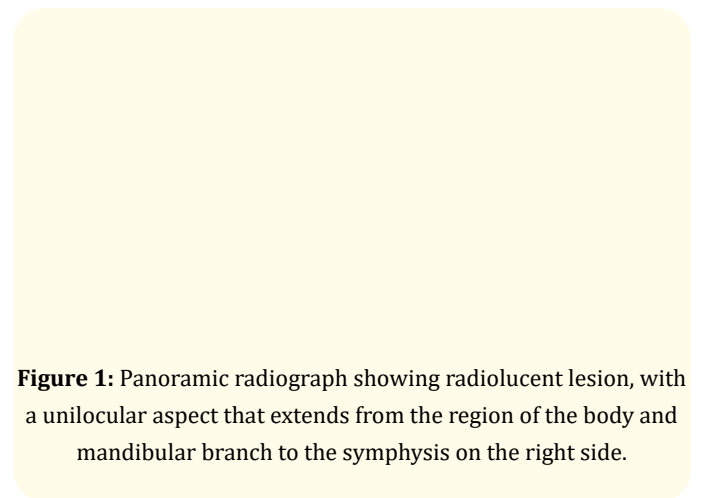 Figure 1: Panoramic radiograph showing radiolucent lesion, with
a unilocular aspect that extends from the region of the body and
mandibular branch to the symphysis on the right side.